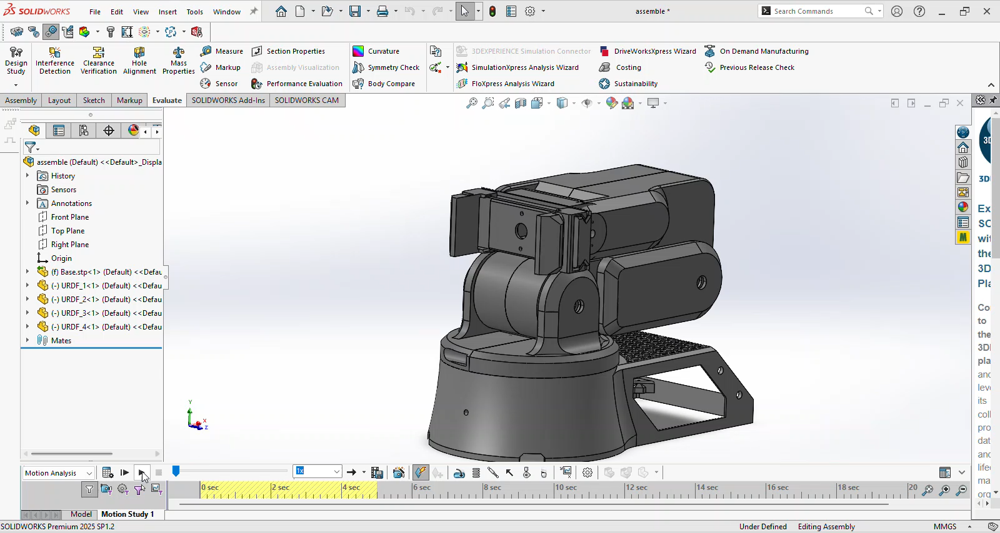 SOLIDWORKS File Edit View Insert Tools Window assemble * Search Commands
Design Study
Interference Detection
Clearance Verification
Hole Alignment
Mass Properties
Measure
Markup
Sensor
Section Properties
Assembly Visualization
Performance Evaluation
Curvature
Symmetry Check
Body Compare
3DEXPERIENCE Simulation Connector
SimulationXpress Analysis Wizard
FloXpress Analysis Wizard
DriveWorksXpress Wizard
Costing
Sustainability
On Demand Manufacturing
Previous Release Check
Assembly Layout Sketch Markup Evaluate SOLIDWORKS Add-Ins SOLIDWORKS CAM
assemble (Default) <<Default>_Displa
History
Sensors
Annotations
Front Plane
Top Plane
Right Plane
Origin
(f) Base.stp<1> (Default) <<Defau
(-) URDF_1<1> (Default) <<Defau
(-) URDF_2<1> (Default) <<Defau
(-) URDF_3<1> (Default) <<Defau
(-) URDF_4<1> (Default) <<Defau
Mates
Y
X
Z
3D
3D
Ex
SC
wit
the
3D
Pla
Co
to
the
3D
pla
and
lev
its
coll
pro
dat
and
life
ma
org
M
Motion Analysis 1x
0 sec 2 sec 4 sec 6 sec 8 sec 10 sec 12 sec 14 sec 16 sec 18 sec 20
Model Motion Study 1
SOLIDWORKS Premium 2025 SP1.2 Under Defined Editing Assembly MMGS